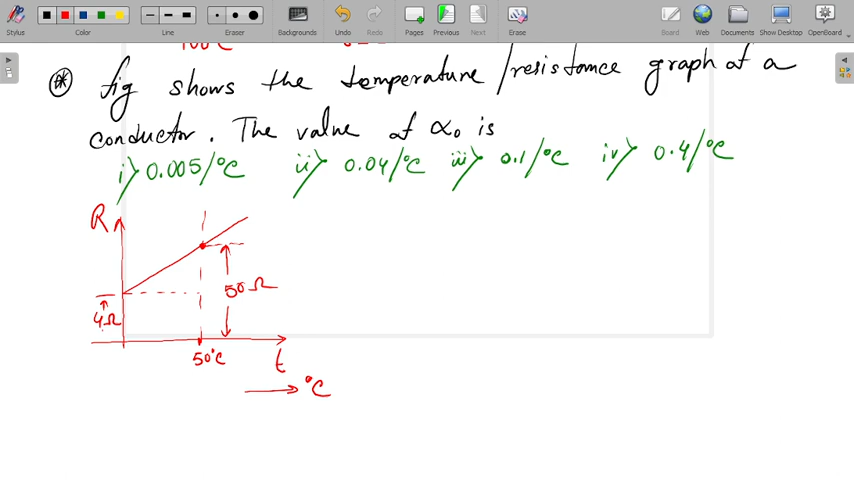 Stylus
Color
Line
Eraser
Backgrounds
Undo
Redo
Pages
Previous
Next
Erase
Board
Web
Documents
Show Desktop
OpenBoard
100°C
fig shows the temperature/resistance graph of a
conductor. The value of α₀ is
i> 0.005/°C ii> 0.04/°C iii> 0.1/°C iv> 0.4/°C
R
50Ω
4Ω
50°C
t
°C